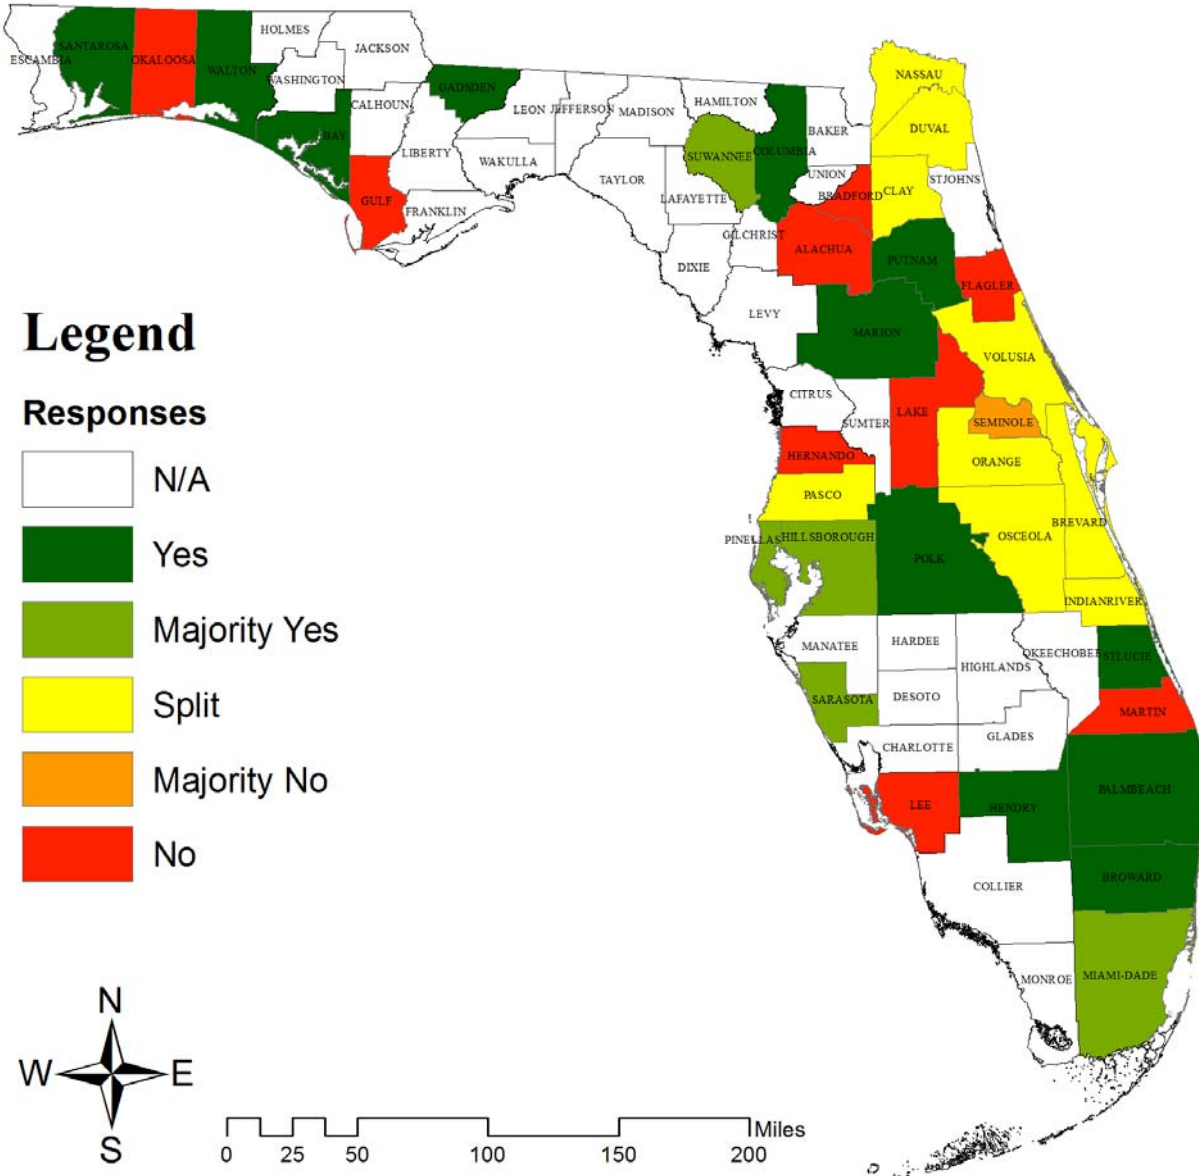 HOLMES
JACKSON
SANTAROSA
ESCAMBIA
OKALOOSA
WALTON
WASHINGTON
GADSDEN
CALHOUN
LEON
JEFFERSON
MADISON
HAMILTON
NASSAU
BAY
LIBERTY
WAKULLA
TAYLOR
SUWANNEE
COLUMBIA
BAKER
DUVAL
GULF
FRANKLIN
LAFAYETTE
UNION
BRADFORD
CLAY
STJOHNS
GILCHRIST
ALACHUA
DIXIE
PUTNAM
FLAGLER
LEVY
MARION
VOLUSIA
CITRUS
SUMTER
LAKE
SEMINOLE
HERNANDO
ORANGE
PASCO
BREVARD
PINELLAS
HILLSBOROUGH
POLK
OSCEOLA
INDIANRIVER
MANATEE
HARDEE
HIGHLANDS
OKEECHOBEE
STLUCIE
SARASOTA
DESOTO
MARTIN
CHARLOTTE
GLADES
LEE
HENDRY
PALMBEACH
COLLIER
BROWARD
MONROE
MIAMI-DADE
Legend
Responses
N/A
Yes
Majority Yes
Split
Majority No
No
N
W E
S
0 25 50 100 150 200 Miles